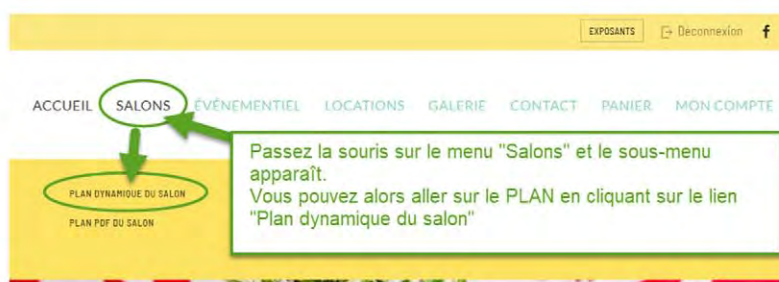 EXPOSANTS Déconnexion f
ACCUEIL SALONS ÉVÉNEMENTIEL LOCATIONS GALERIE CONTACT PANIER MON COMPTE
Passez la souris sur le menu "Salons" et le sous-menu
apparaît.
Vous pouvez alors aller sur le PLAN en cliquant sur le lien
"Plan dynamique du salon"
PLAN DYNAMIQUE DU SALON
PLAN PDF DU SALON